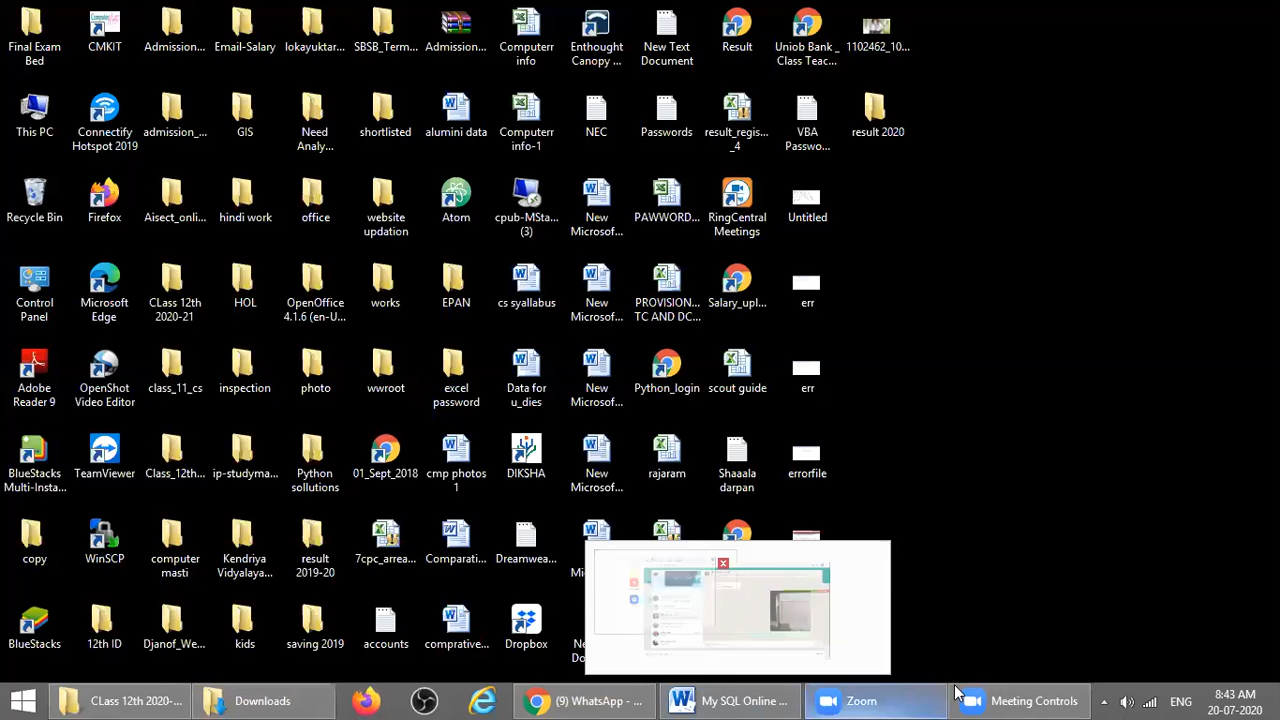 Final Exam Bed
CMKIT
Admission...
Email-Salary
lokayuktar...
SBSB_Tern...
Admission...
Computerr info
Enthought Canopy ...
New Text Document
Result
Uniob Bank _ Class Teac...
1102462_10...
This PC
Connectify Hotspot 2019
admission_...
GIS
Need Analy...
shortlisted
alumini data
Computerr info-1
NEC
Passwords
result_regis... _4
VBA Passwo...
result 2020
Recycle Bin
Firefox
Aisect_onli...
hindi work
office
website updation
Atom
cpub-MSta... (3)
New Microsof...
PAWWORD...
RingCentral Meetings
Untitled
Control Panel
Microsoft Edge
CLass 12th 2020-21
HOL
OpenOffice 4.1.6 (en-U...
works
EPAN
cs syallabus
New Microsof...
PROVISION... TC AND DC...
Salary_upl...
err
Adobe Reader 9
OpenShot Video Editor
class_11_cs
inspection
photo
wwroot
excel password
Data for u_dies
New Microsof...
Python_login
scout guide
err
BlueStacks Multi-Insta...
TeamViewer
Class_12th...
ip-studyma...
Python sollutions
01_Sept_2018
cmp photos 1
DIKSHA
New Microsof...
rajaram
Shaaala darpan
errorfile
copy
WinSCP
computer masti
Kendriya Vidyalaya...
result 2019-20
7cpc_arrea...
Comparati...
Dreamwea...
BlueStacks
12th ID
Djanof_We...
kids
saving 2019
accounts
comprative...
Dropbox
CLass 12th 2020-...
Downloads
(9) WhatsApp - ...
My SQL Online ...
Zoom
Meeting Controls
ENG
8:43 AM
20-07-2020